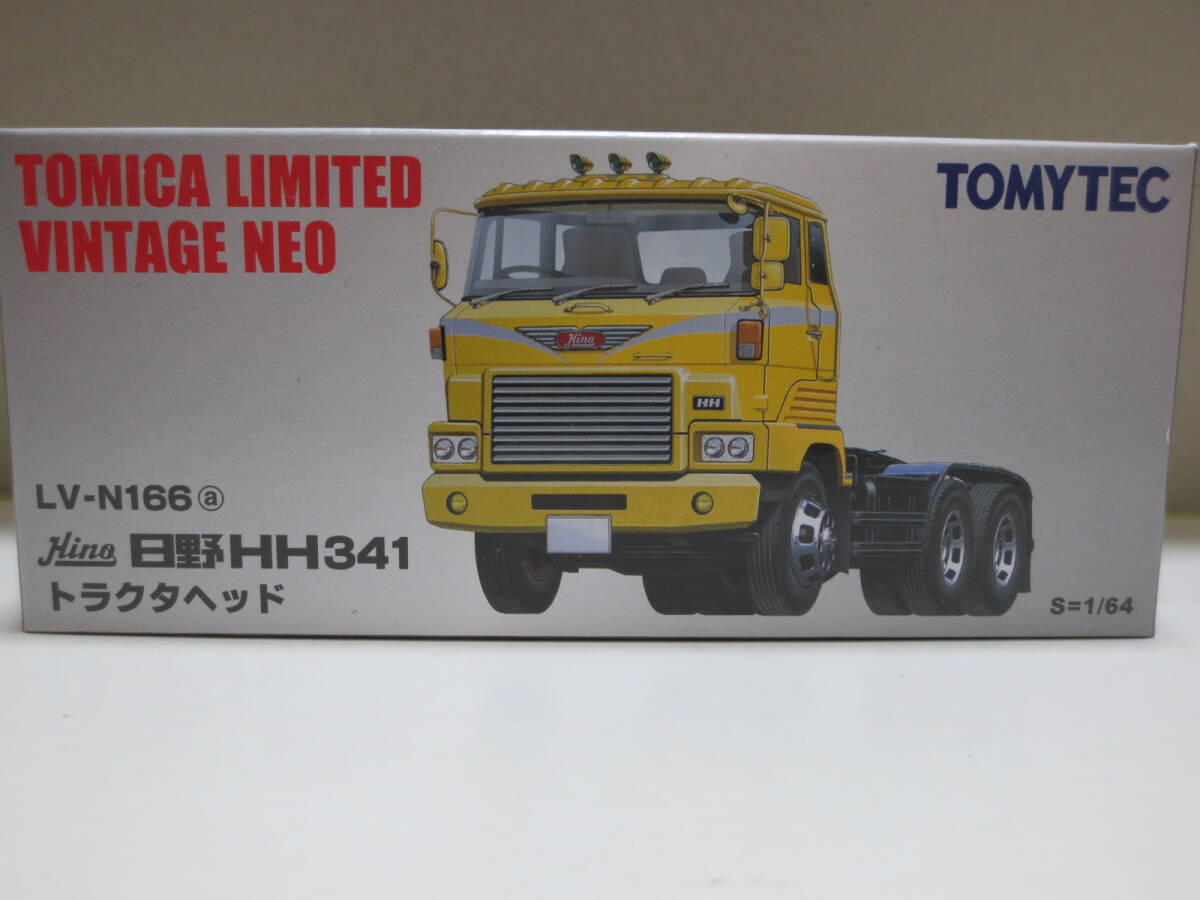 TOMICA LIMITED
VINTAGE NEO
TOMYTEC
Hino
HH
LV-N166 ⓐ
Hino 日野HH341
トラクタヘッド
S=1/64